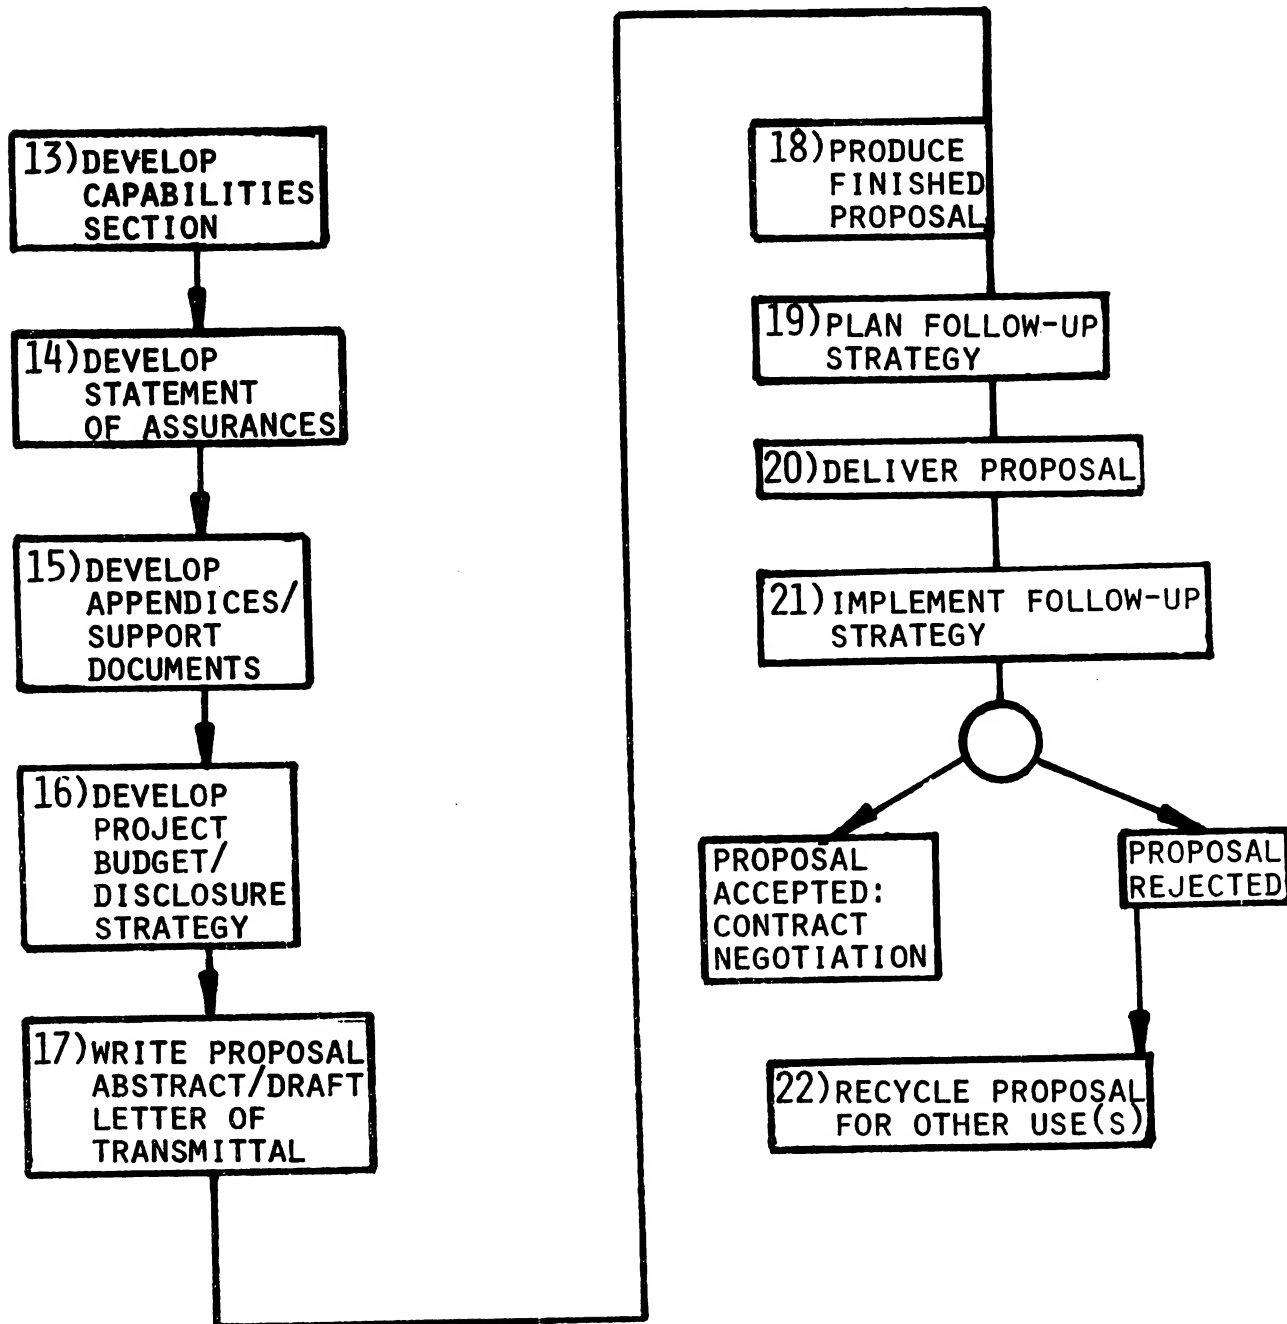 13)DEVELOP
CAPABILITIES
SECTION
14)DEVELOP
STATEMENT
OF ASSURANCES
15)DEVELOP
APPENDICES/
SUPPORT
DOCUMENTS
16)DEVELOP
PROJECT
BUDGET/
DISCLOSURE
STRATEGY
17)WRITE PROPOSAL
ABSTRACT/DRAFT
LETTER OF
TRANSMITTAL
18)PRODUCE
FINISHED
PROPOSAL
19)PLAN FOLLOW-UP
STRATEGY
20)DELIVER PROPOSAL
21)IMPLEMENT FOLLOW-UP
STRATEGY
PROPOSAL
ACCEPTED:
CONTRACT
NEGOTIATION
PROPOSAL
REJECTED
22)RECYCLE PROPOSAL
FOR OTHER USE(S)